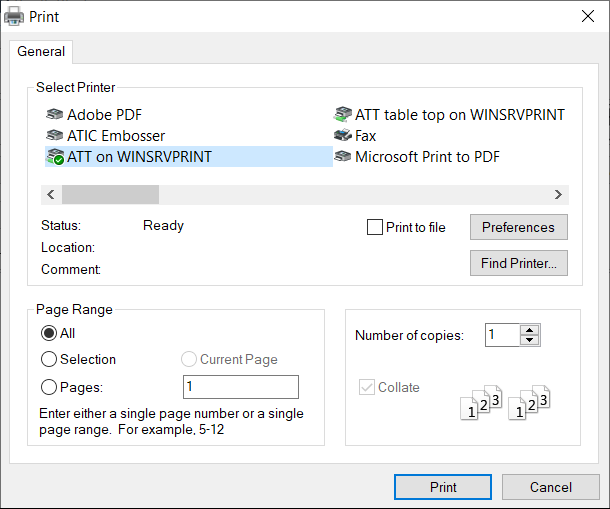 Print
General
Select Printer
Adobe PDF
ATT table top on WINSRVPRINT
ATIC Embosser
Fax
ATT on WINSRVPRINT
Microsoft Print to PDF
Status: Ready
Print to file
Preferences
Location:
Comment:
Find Printer...
Page Range
All
Selection
Current Page
Pages: 1
Enter either a single page number or a single
page range. For example, 5-12
Number of copies: 1
Collate
1 2 3 1 2 3
Print
Cancel